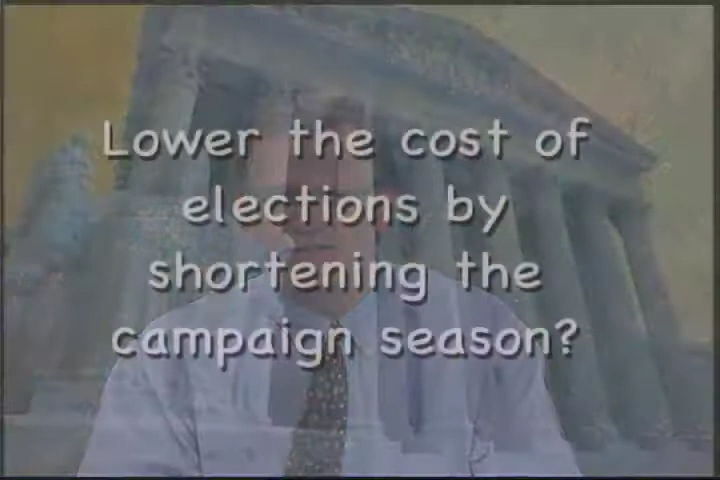 Lower the cost of
elections by
shortening the
campaign season?